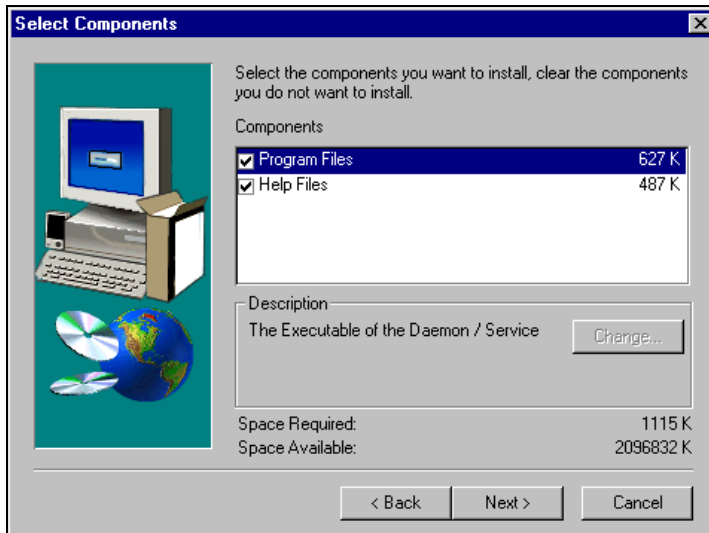 Select Components
Select the components you want to install, clear the components
you do not want to install.
Components
Program Files 627 K
Help Files 487 K
Description
The Executable of the Daemon / Service
Change...
Space Required: 1115 K
Space Available: 2096832 K
< Back Next > Cancel